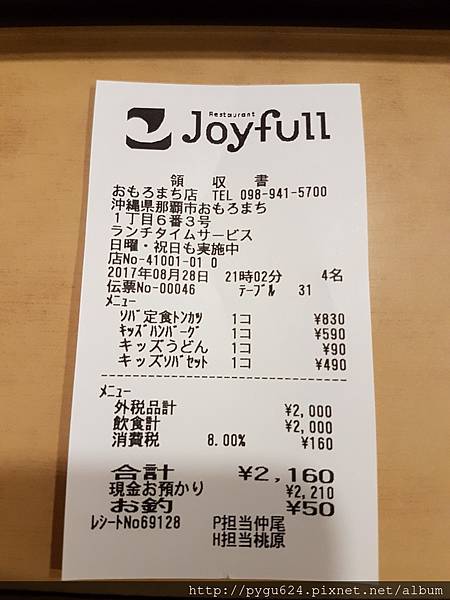 Restaurant
Joyfull
領 収 書
おもろまち店 TEL 098-941-5700
沖縄県那覇市おもろまち
１丁目６番３号
ランチタイムサービス
日曜・祝日も実施中
店No-41001-01 0
2017年08月28日 21時02分 4名
伝票No-00046 ﾃｰﾌﾞﾙ 31
ﾒﾆｭｰ
ｿﾊﾞ定食ﾄﾝｶﾂ 1コ ¥830
ｷｯｽﾞﾊﾝﾊﾞｰｸﾞ 1コ ¥590
キッズうどん 1コ ¥90
キッズｿﾊﾞｾｯﾄ 1コ ¥490
ﾒﾆｭｰ
外税品計 ¥2,000
飲食計 ¥2,000
消費税 8.00% ¥160
合計 ¥2,160
現金お預かり ¥2,210
お釣 ¥50
ﾚｼｰﾄNo69128 P担当仲尾
H担当桃原
http://pygu624.pixnet.net/album